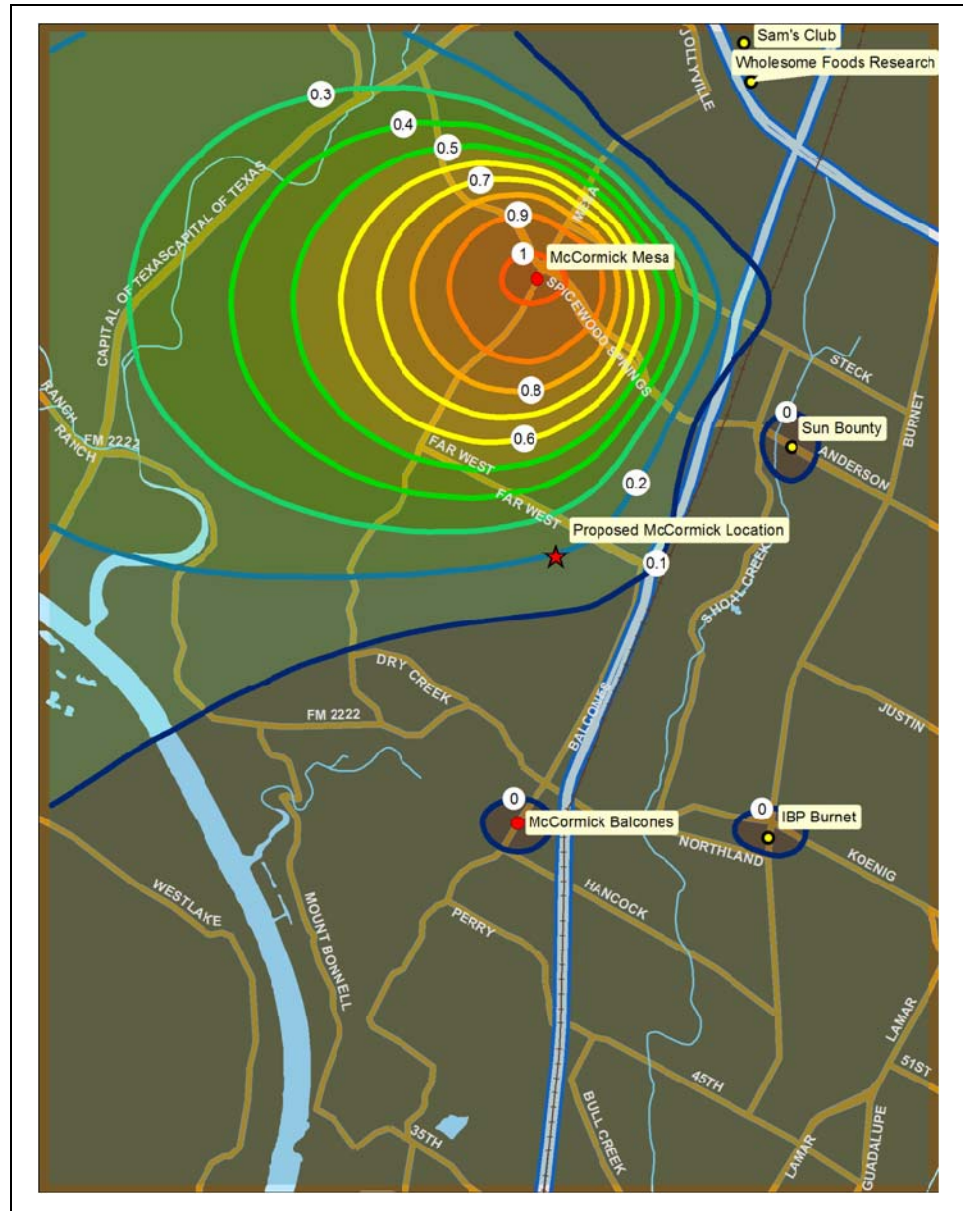 Sam's Club
JOLLYVILLE
Wholesome Foods Research
0.3
0.4
0.5
CAPITAL OF TEXAS
CAPITAL OF TEXAS
0.7
MESA
0.9
1
McCormick Mesa
SPICEWOOD SPRINGS
STECK
0.8
RANCH
RANCH
FM 2222
0
Sun Bounty
BURNET
0.6
FAR WEST
ANDERSON
0.2
FAR WEST
Proposed McCormick Location
0.1
SHOAL CREEK
DRY CREEK
FM 2222
BALCONES
JUSTIN
0
McCormick Balcones
0
IBP Burnet
NORTHLAND
KOENIG
WESTLAKE
MOUNT BONNELL
HANCOCK
PERRY
LAMAR
51ST
45TH
35TH
BULL CREEK
LAMAR
GUADALUPE